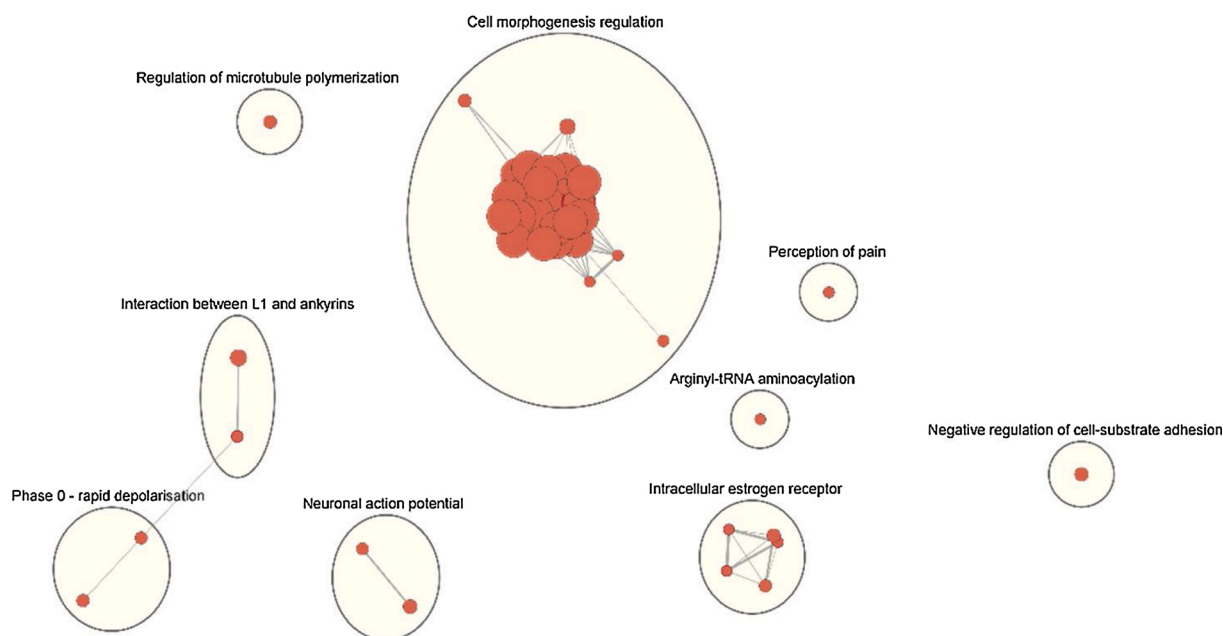 Cell morphogenesis regulation
Regulation of microtubule polymerization
Perception of pain
Interaction between L1 and ankyrins
Arginyl-tRNA aminoacylation
Negative regulation of cell-substrate adhesion
Intracellular estrogen receptor
Phase 0 - rapid depolarisation
Neuronal action potential